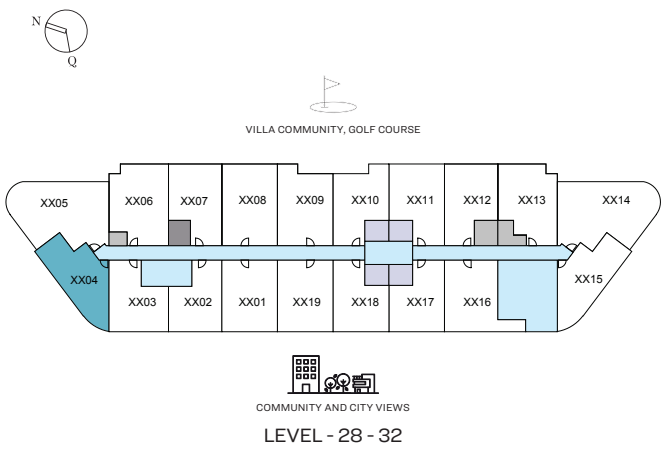 N
Q
VILLA COMMUNITY, GOLF COURSE
XX05 XX06 XX07 XX08 XX09 XX10 XX11 XX12 XX13 XX14
XX04 XX15
XX03 XX02 XX01 XX19 XX18 XX17 XX16
COMMUNITY AND CITY VIEWS
LEVEL - 28 - 32